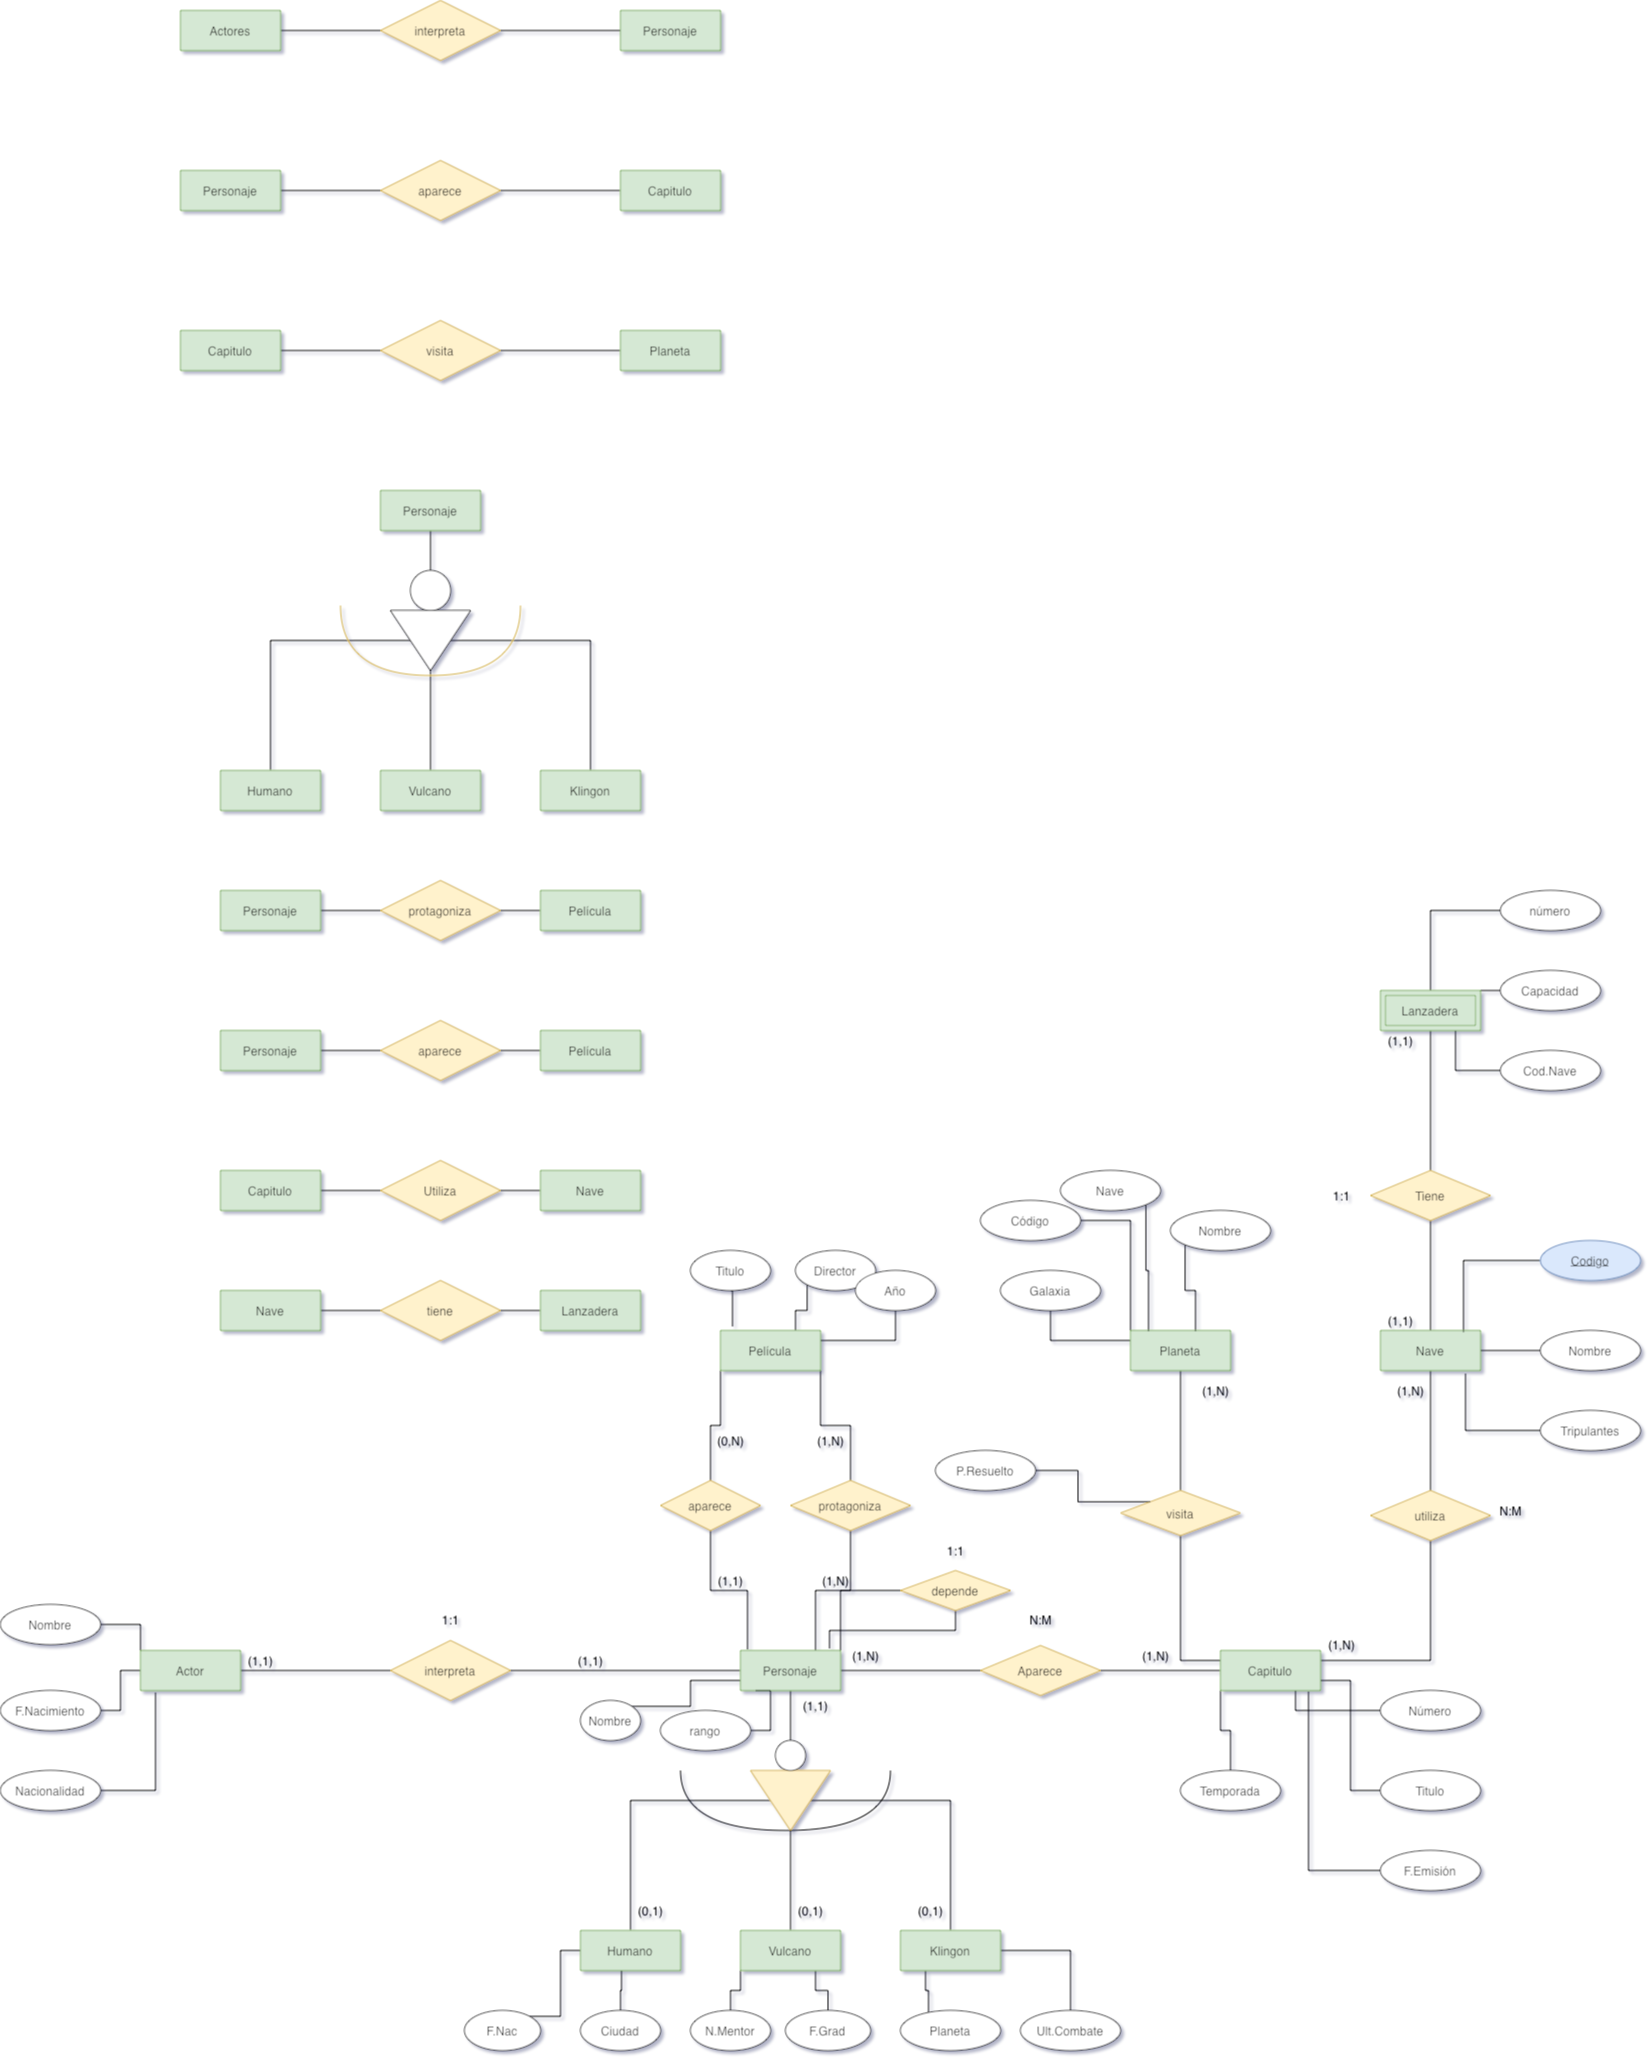 Actores
interpreta
Personaje
Personaje
aparece
Capitulo
Capitulo
visita
Planeta
Personaje
Humano
Vulcano
Klingon
Personaje
protagoniza
Película
número
Capacidad
Lanzadera
(1,1)
Personaje
aparece
Película
Cod.Nave
Capitulo
Utiliza
Nave
Nave
Código
Nombre
1:1
Tiene
Codigo
Titulo
Director
Año
Galaxia
Nave
tiene
Lanzadera
(1,1)
Película
Planeta
Nave
Nombre
(1,N)
(1,N)
(0,N)
(1,N)
Tripulantes
P.Resuelto
aparece
protagoniza
visita
utiliza
N:M
1:1
(1,1)
(1,N)
depende
Nombre
1:1
N:M
Actor
(1,1)
interpreta
(1,1)
Personaje
(1,N)
Aparece
(1,N)
Capitulo
(1,N)
F.Nacimiento
Nombre
rango
(1,1)
Número
Nacionalidad
Temporada
Titulo
F.Emisión
(0,1)
(0,1)
(0,1)
Humano
Vulcano
Klingon
F.Nac
Ciudad
N.Mentor
F.Grad
Planeta
Ult.Combate